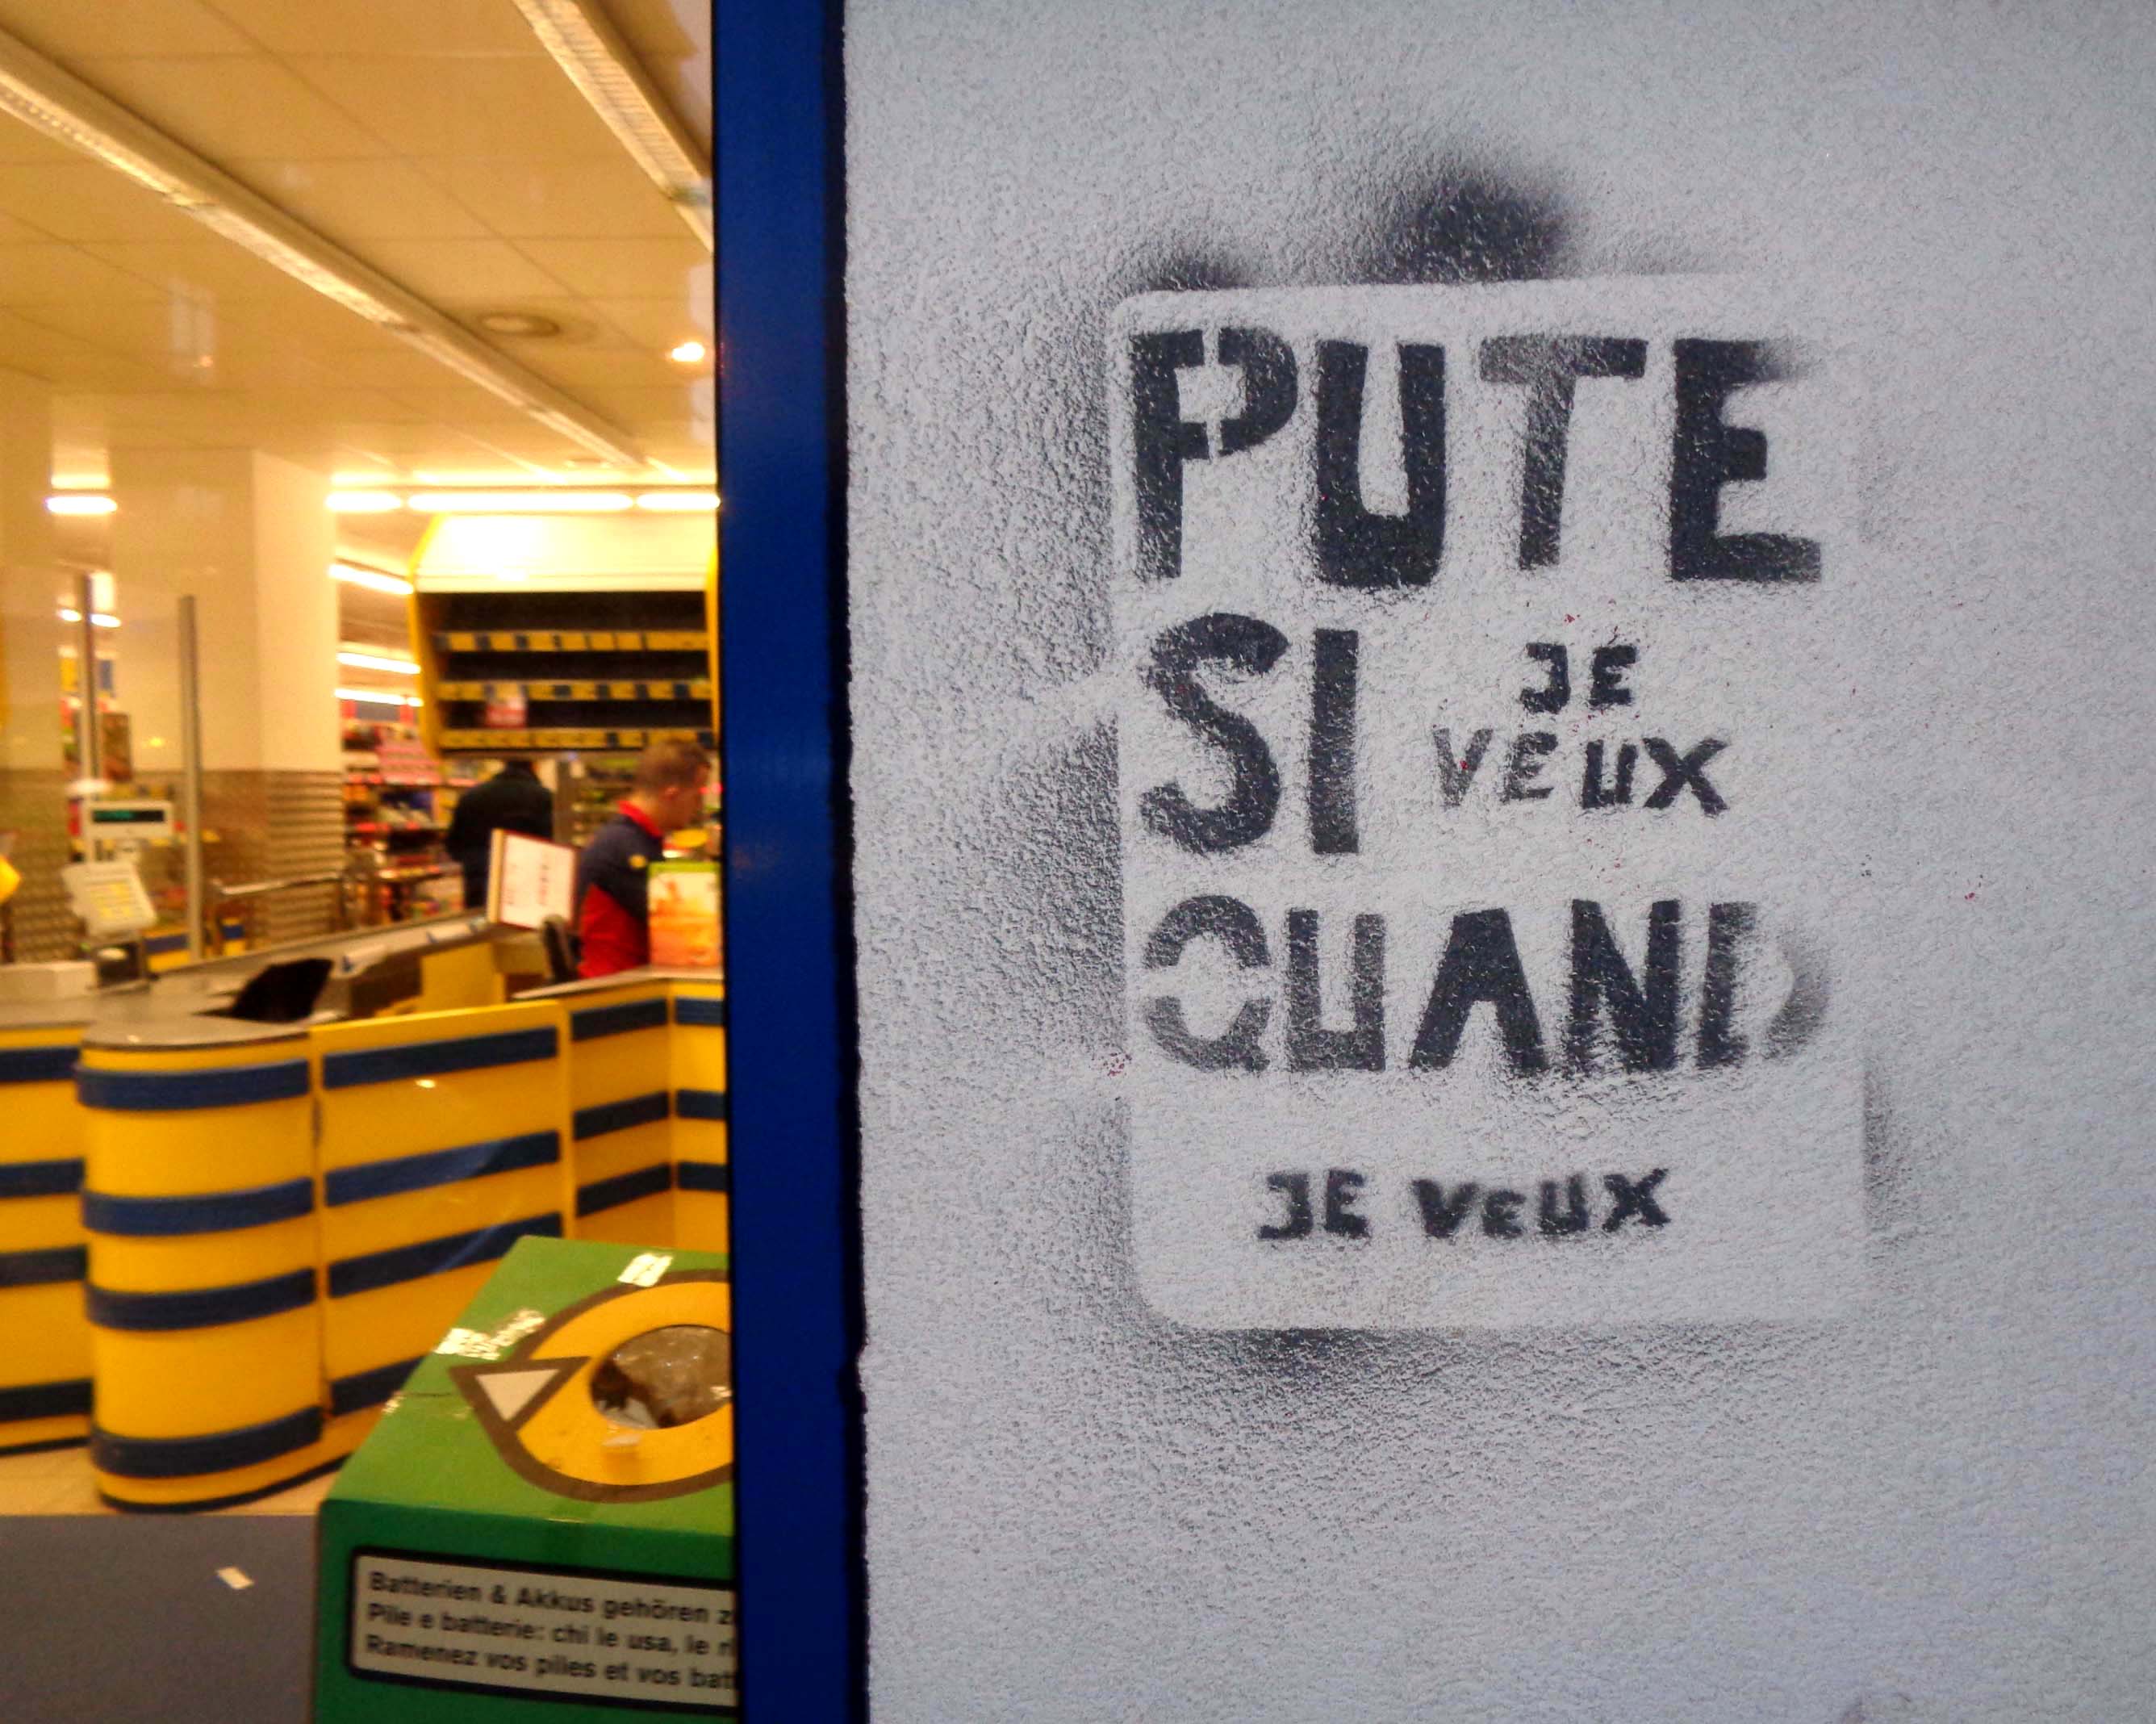 PUTE
SI JE
VEUX
QUAND
JE VEUX
Batterien & Akkus gehören
Pile e batterie: chi le usa, le
Ramenez vos piles et vos